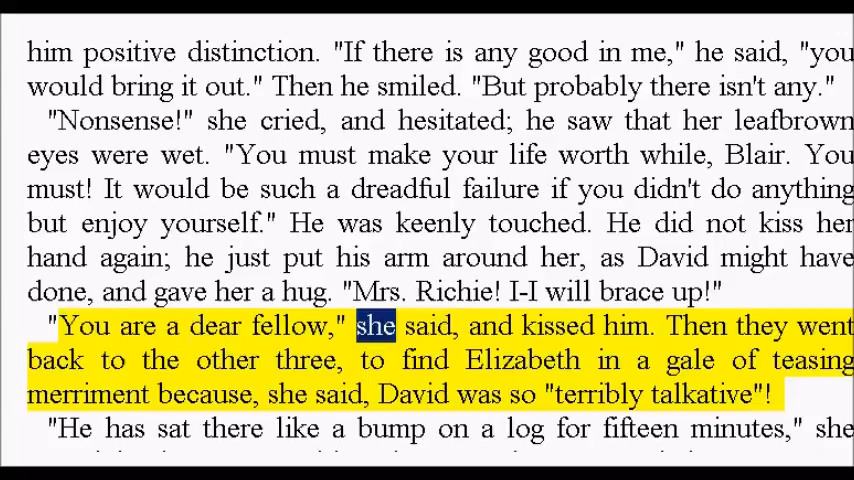 him positive distinction. "If there is any good in me," he said, "you
would bring it out." Then he smiled. "But probably there isn't any."
"Nonsense!" she cried, and hesitated; he saw that her leafbrown
eyes were wet. "You must make your life worth while, Blair. You
must! It would be such a dreadful failure if you didn't do anything
but enjoy yourself." He was keenly touched. He did not kiss her
hand again; he just put his arm around her, as David might have
done, and gave her a hug. "Mrs. Richie! I-I will brace up!"
"You are a dear fellow," she said, and kissed him. Then they went
back to the other three, to find Elizabeth in a gale of teasing
merriment because, she said, David was so "terribly talkative"!
"He has sat there like a bump on a log for fifteen minutes," she